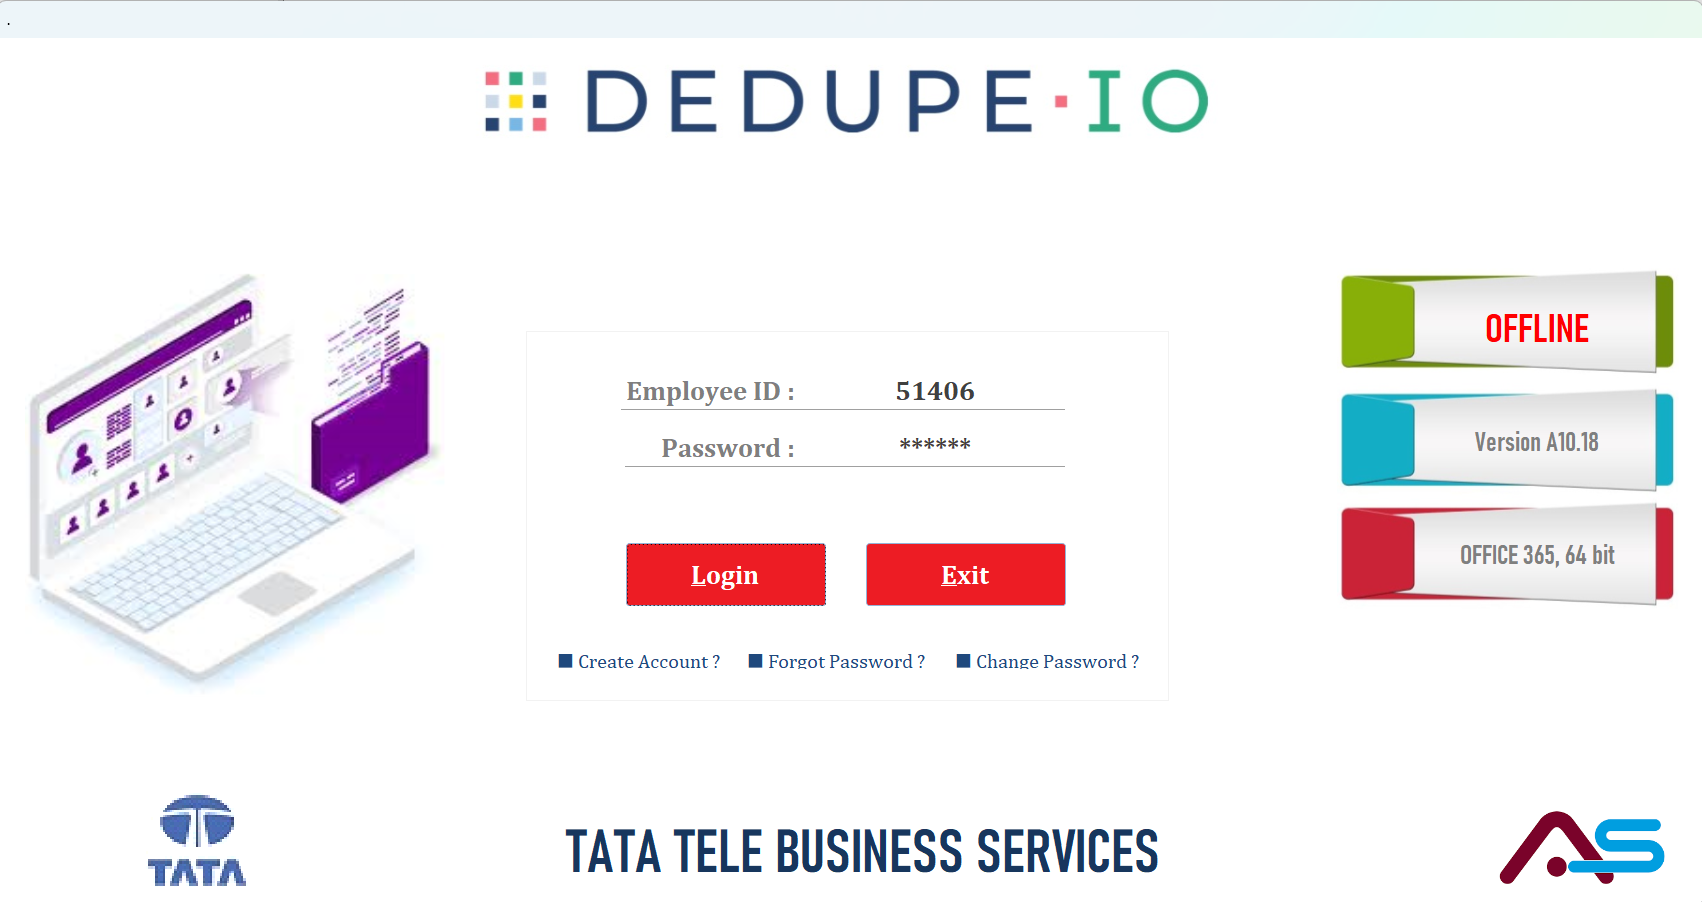 .
DEDUPE·IO
OFFLINE
Employee ID : 51406
Version A10.18
Password : ******
OFFICE 365, 64 bit
Login Exit
Create Account ? Forgot Password ? Change Password ?
TATA
TATA TELE BUSINESS SERVICES
AS